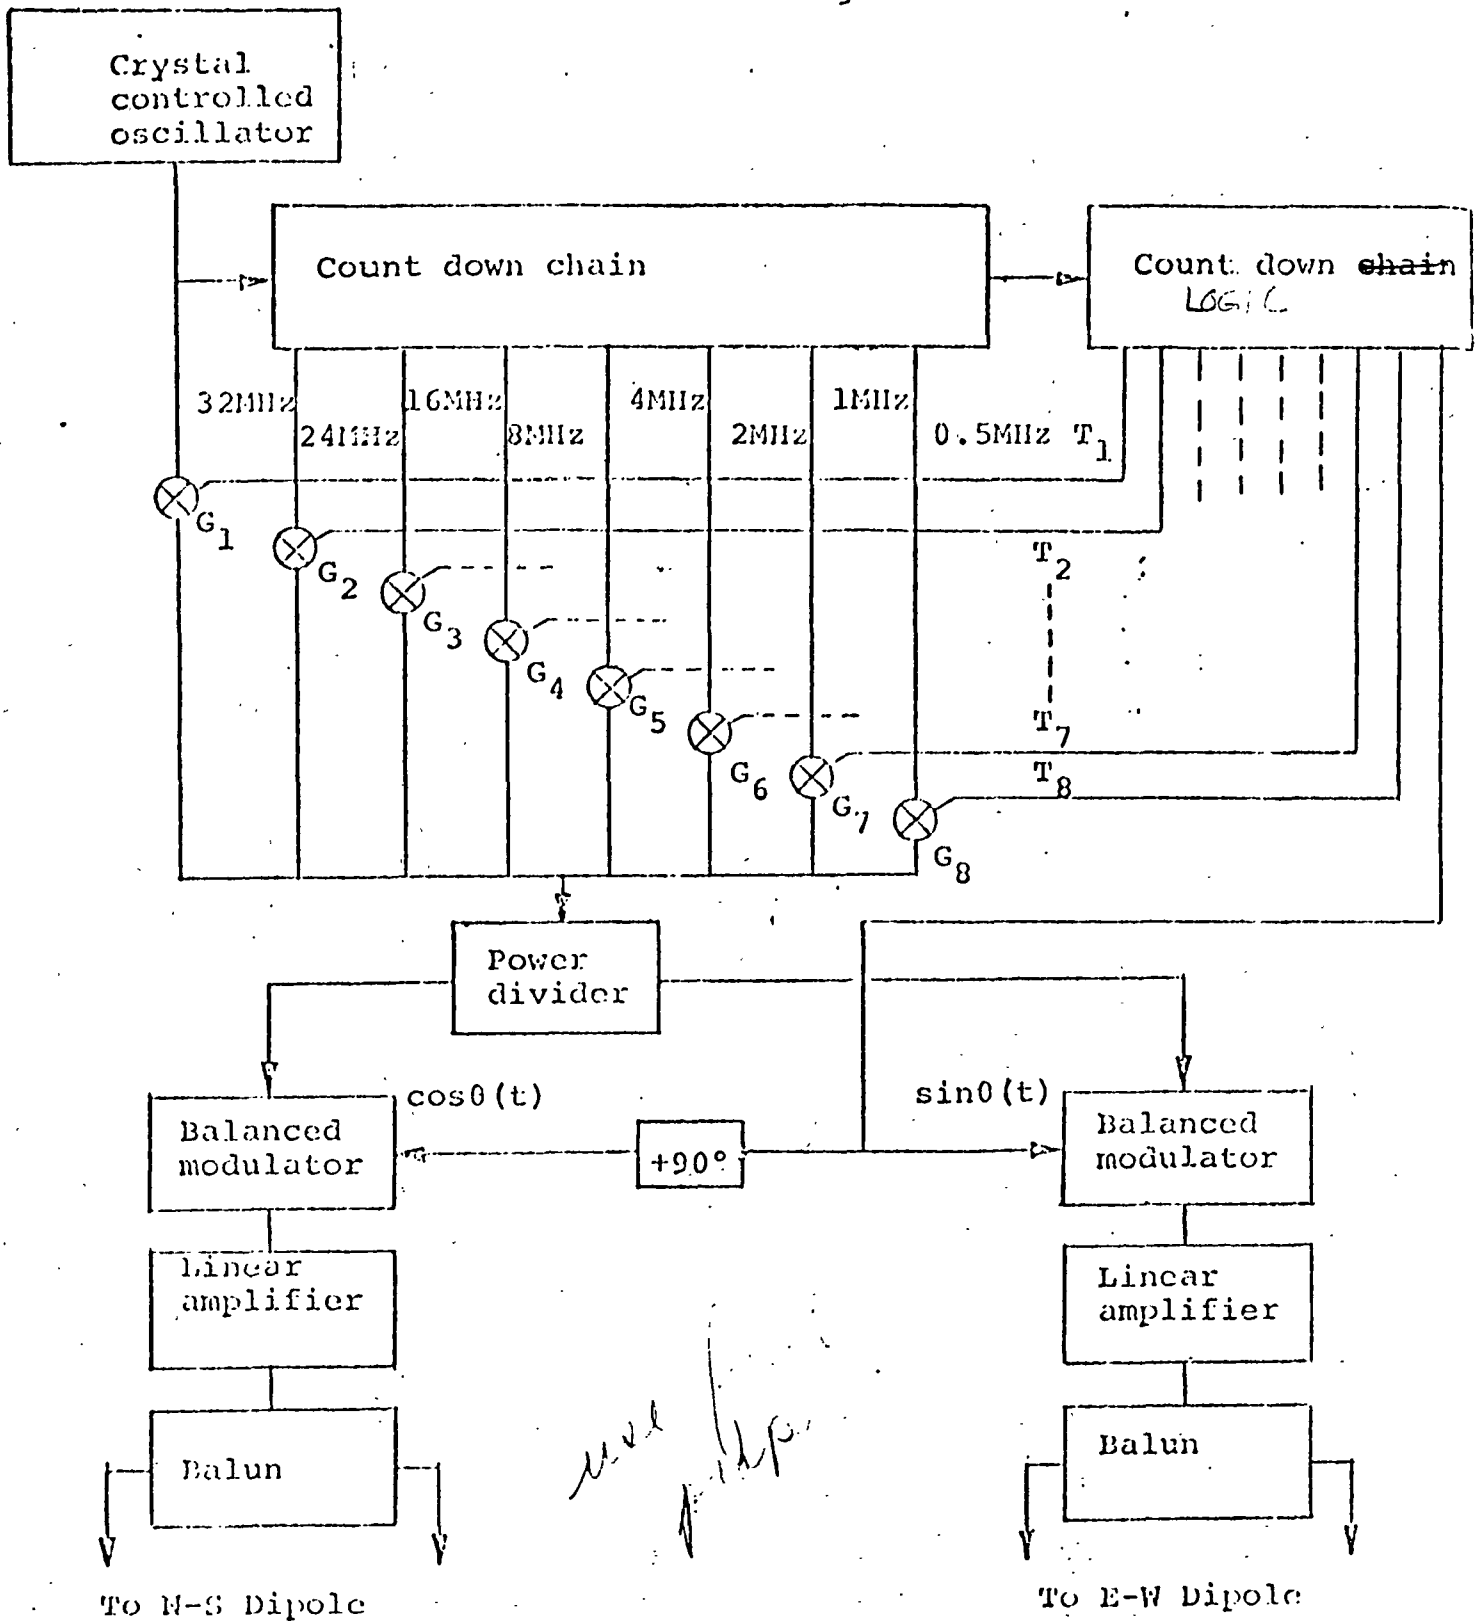 Crystal
controlled
oscillator
Count down chain
Count down chain
LOGIC
32MHz
16MHz
4MHz
1MHz
24MHz
8MHz
2MHz
0.5MHz
T1
G1
G2
T2
G3
G4
G5
T7
G6
T8
G7
G8
Power
divider
cosθ(t)
sinθ(t)
Balanced
modulator
+90°
Balanced
modulator
Linear
amplifier
Linear
amplifier
Balun
Balun
To N-S Dipole
To E-W Dipole